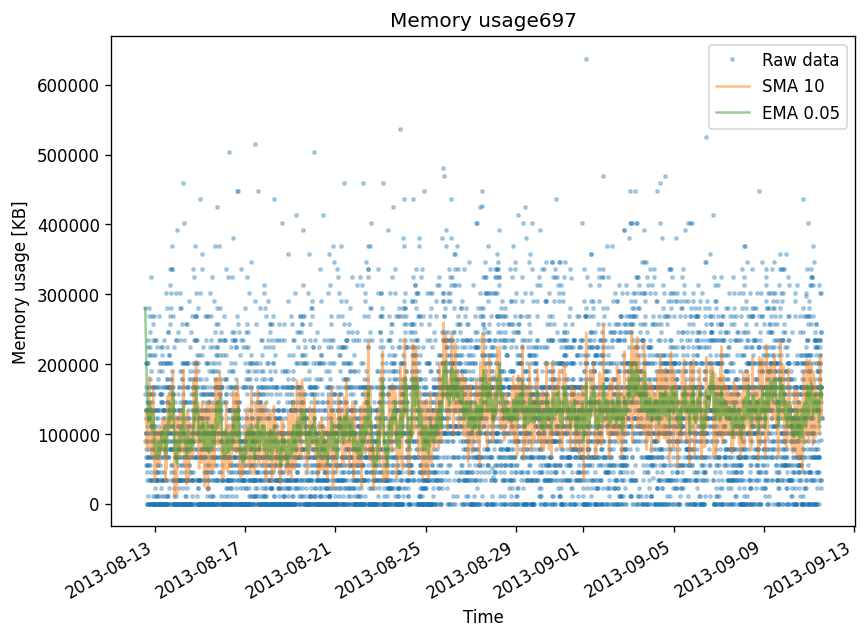 Memory usage697
Raw data
SMA 10
EMA 0.05
600000
500000
400000
300000
200000
100000
0
Memory usage [KB]
2013-08-13
2013-08-17
2013-08-21
2013-08-25
2013-08-29
2013-09-01
2013-09-05
2013-09-09
2013-09-13
Time